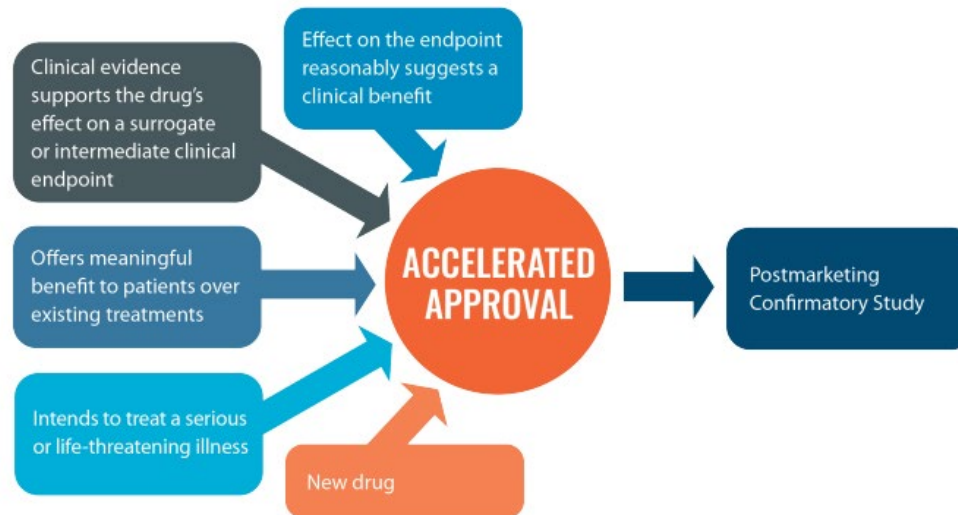 Effect on the endpoint
reasonably suggests a
clinical benefit
Clinical evidence
supports the drug's
effect on a surrogate
or intermediate clinical
endpoint
Offers meaningful
benefit to patients over
existing treatments
Intends to treat a serious
or life-threatening illness
New drug
ACCELERATED
APPROVAL
Postmarketing
Confirmatory Study